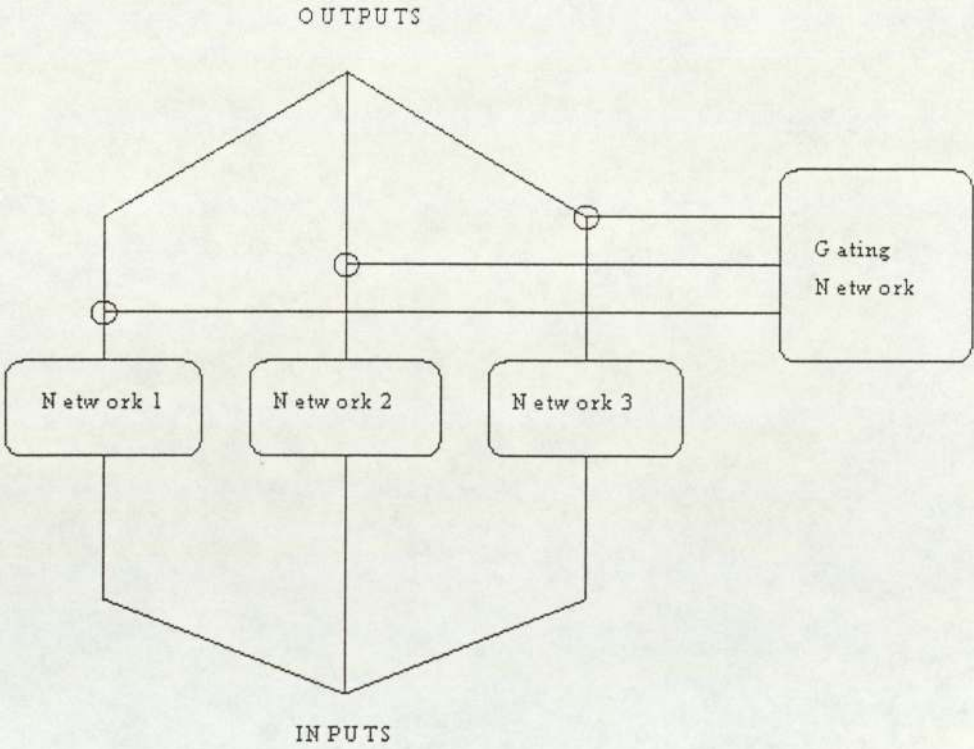 OUTPUTS
Gating
Network
Network 1
Network 2
Network 3
INPUTS